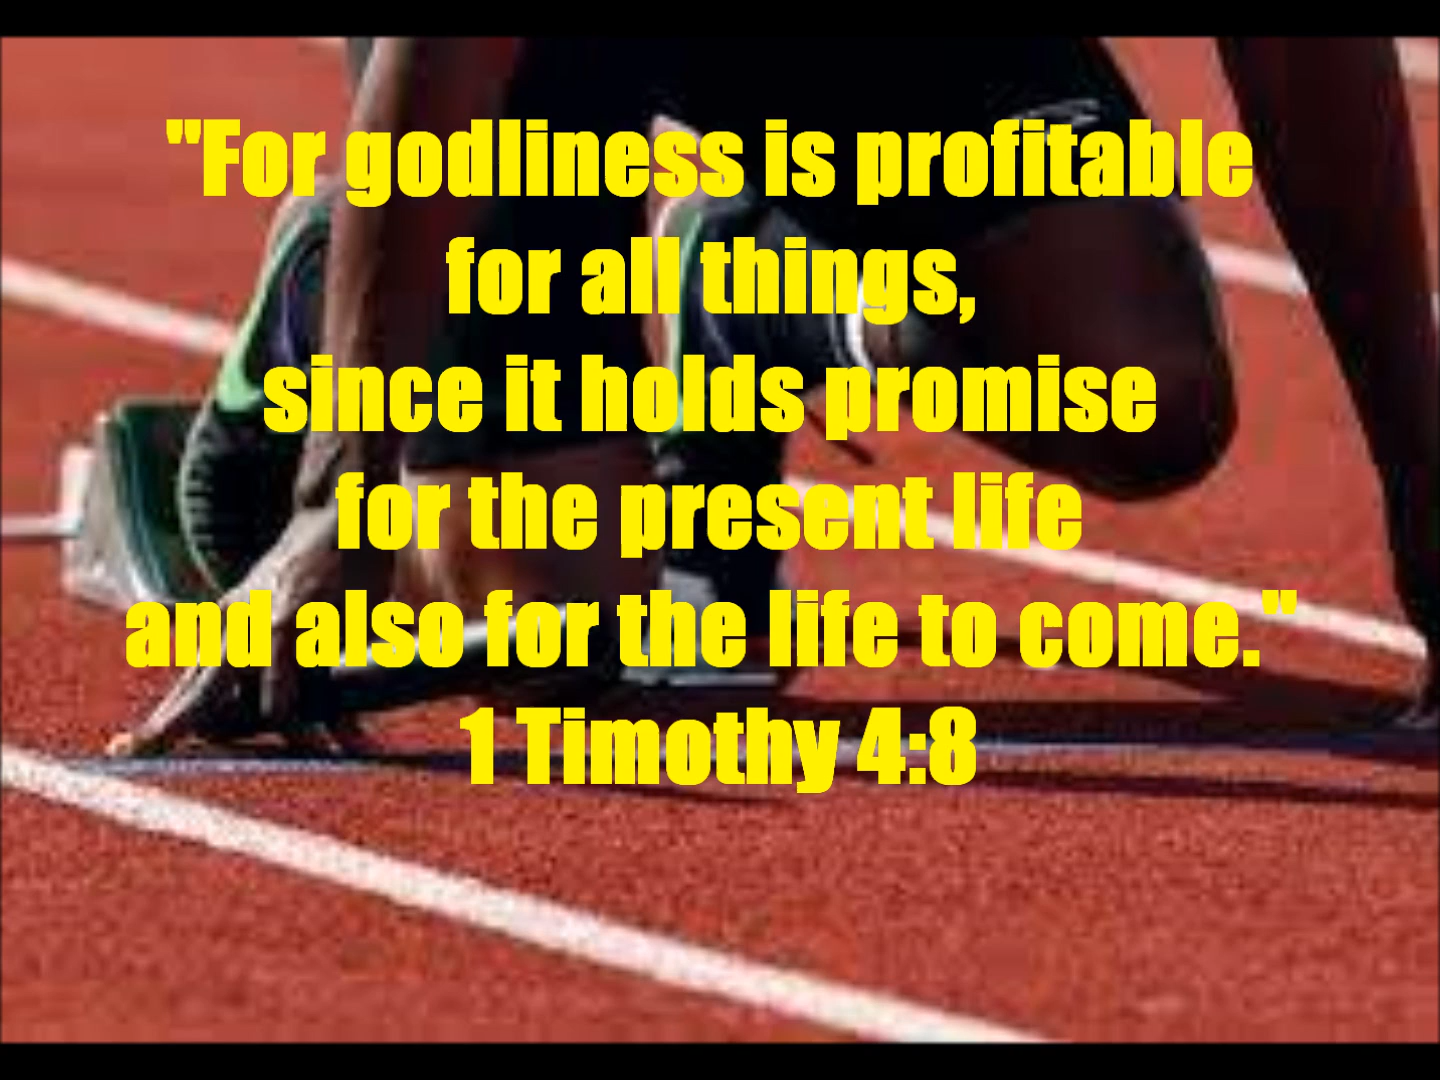 "For godliness is profitable
for all things,
since it holds promise
for the present life
and also for the life to come."
1 Timothy 4:8